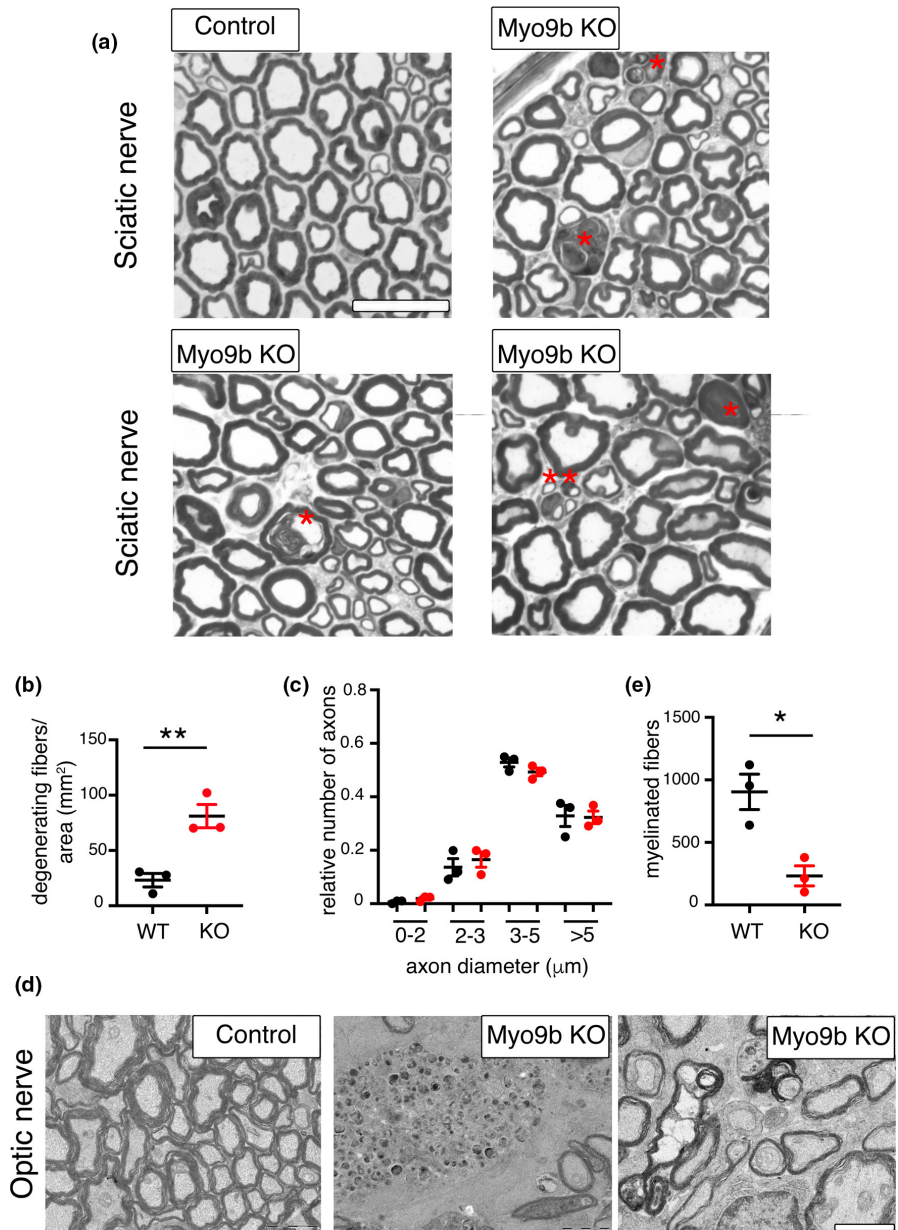 (a)
Control
Myo9b KO
Sciatic nerve
*
*
Myo9b KO
Myo9b KO
Sciatic nerve
*
*
* *
(b)
degenerating fibers/
area (mm²)
150
100
50
0
**
WT
KO
(c)
relative number of axons
0.8
0.6
0.4
0.2
0
0-2
2-3
3-5
>5
axon diameter (μm)
(e)
myelinated fibers
1500
1000
500
0
*
WT
KO
(d)
Optic nerve
Control
Myo9b KO
Myo9b KO